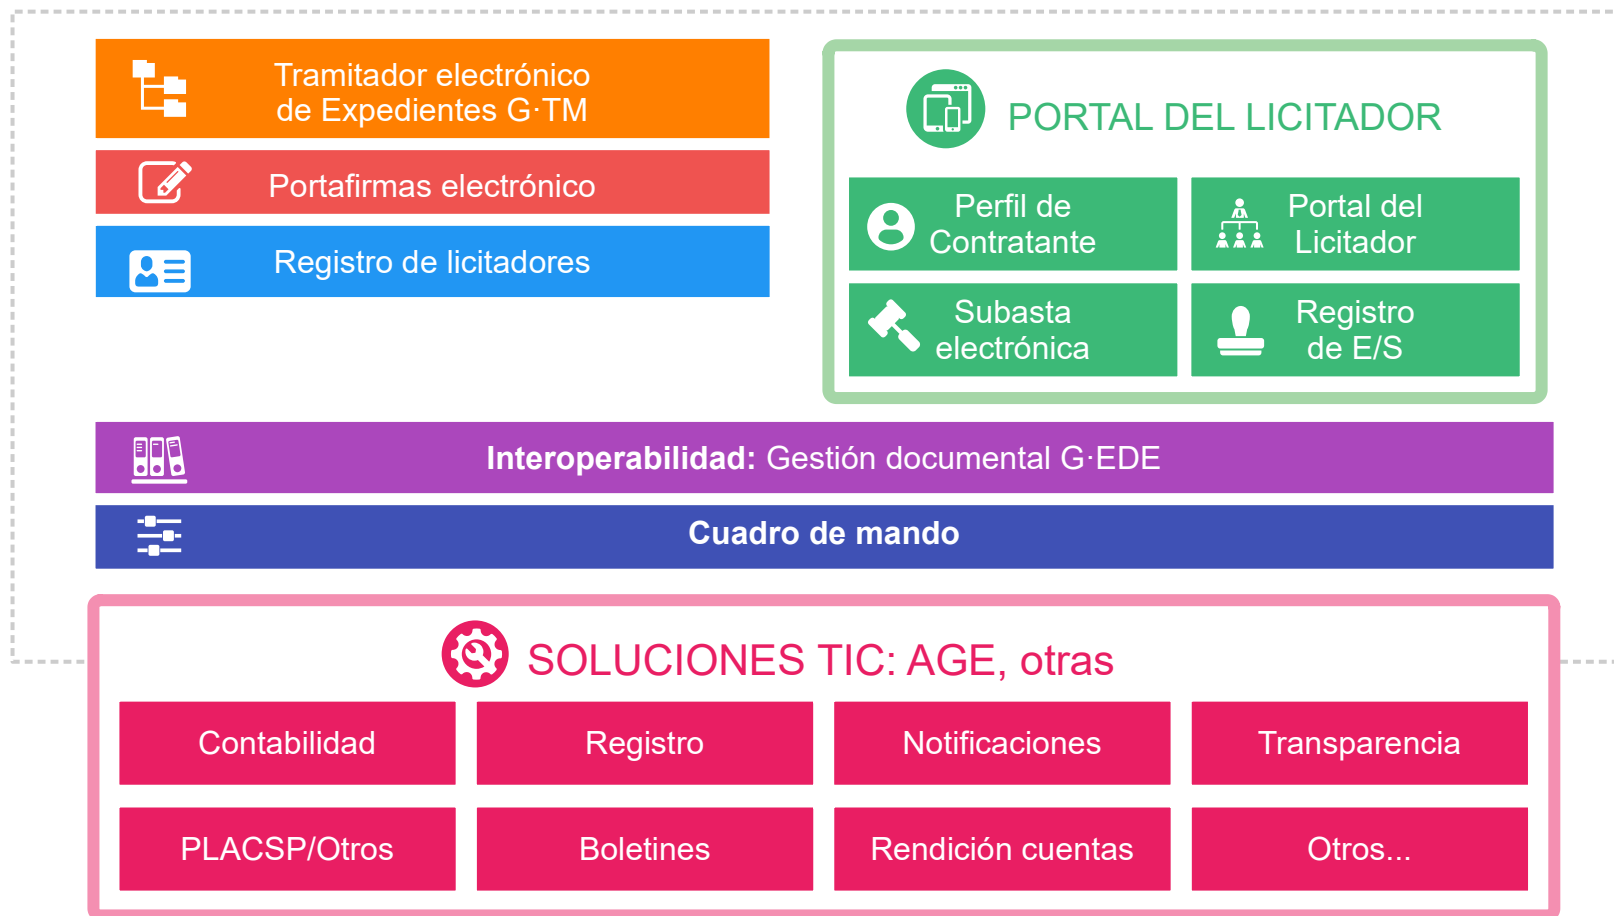 Tramitador electrónico
de Expedientes G·TM
Portafirmas electrónico
Registro de licitadores
PORTAL DEL LICITADOR
Perfil de
Contratante
Portal del
Licitador
Subasta
electrónica
Registro
de E/S
Interoperabilidad: Gestión documental G·EDE
Cuadro de mando
SOLUCIONES TIC: AGE, otras
Contabilidad
Registro
Notificaciones
Transparencia
PLACSP/Otros
Boletines
Rendición cuentas
Otros...